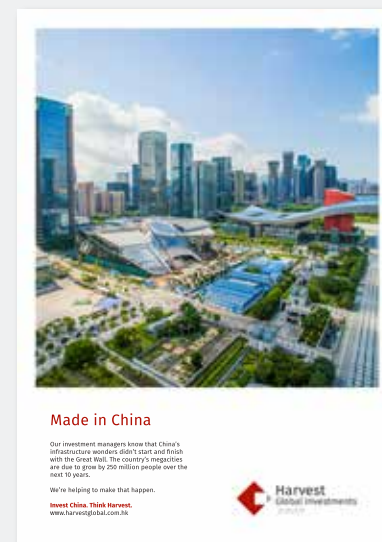 Made in China
Our investment managers know that China's
infrastructure wonders didn't start and finish
with the Great Wall. The country's megacities
are due to grow by 250 million people over the
next 10 years.
We're helping to make that happen.
Invest China. Think Harvest.
www.harvestglobal.com.hk
Harvest
Global Investments